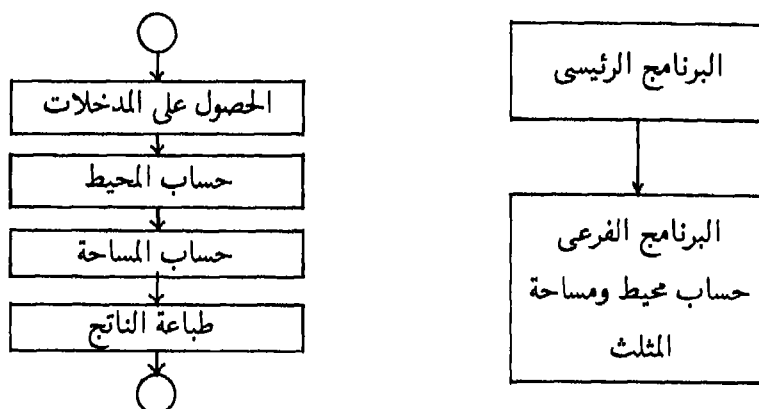 البرنامج الرئيسى
البرنامج الفرعى
حساب محيط ومساحة
المثلث
الحصول على المدخلات
حساب المحيط
حساب المساحة
طباعة الناتج